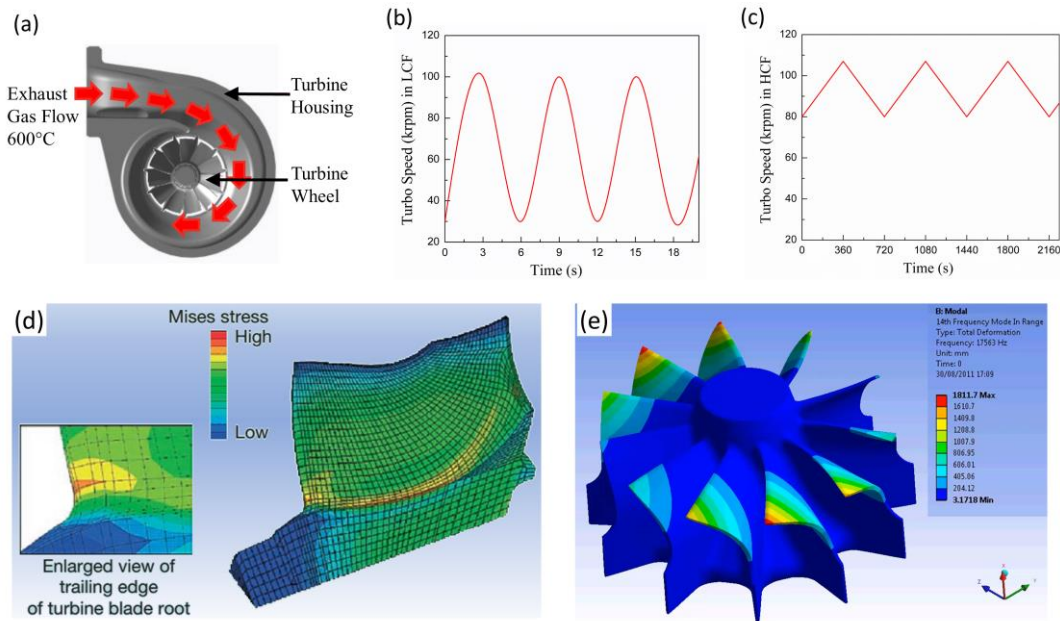 (a)
Exhaust
Gas Flow
600°C
Turbine
Housing
Turbine
Wheel
(b)
Turbo Speed (krpm) in LCF
120
100
80
60
40
20
0 3 6 9 12 15 18
Time (s)
(c)
Turbo Speed (krpm) in HCF
120
100
80
60
40
20
0 360 720 1080 1440 1800 2160
Time (s)
(d)
Mises stress
High
Low
Enlarged view of
trailing edge
of turbine blade root
(e)
B: Modal
14th Frequency Mode In Range
Type: Total Deformation
Frequency: 17563 Hz
Unit: mm
Time: 0
30/08/2011 17:09
1811.7 Max
1610.7
1409.8
1208.8
1007.9
806.95
606.01
405.06
204.12
3.1718 Min